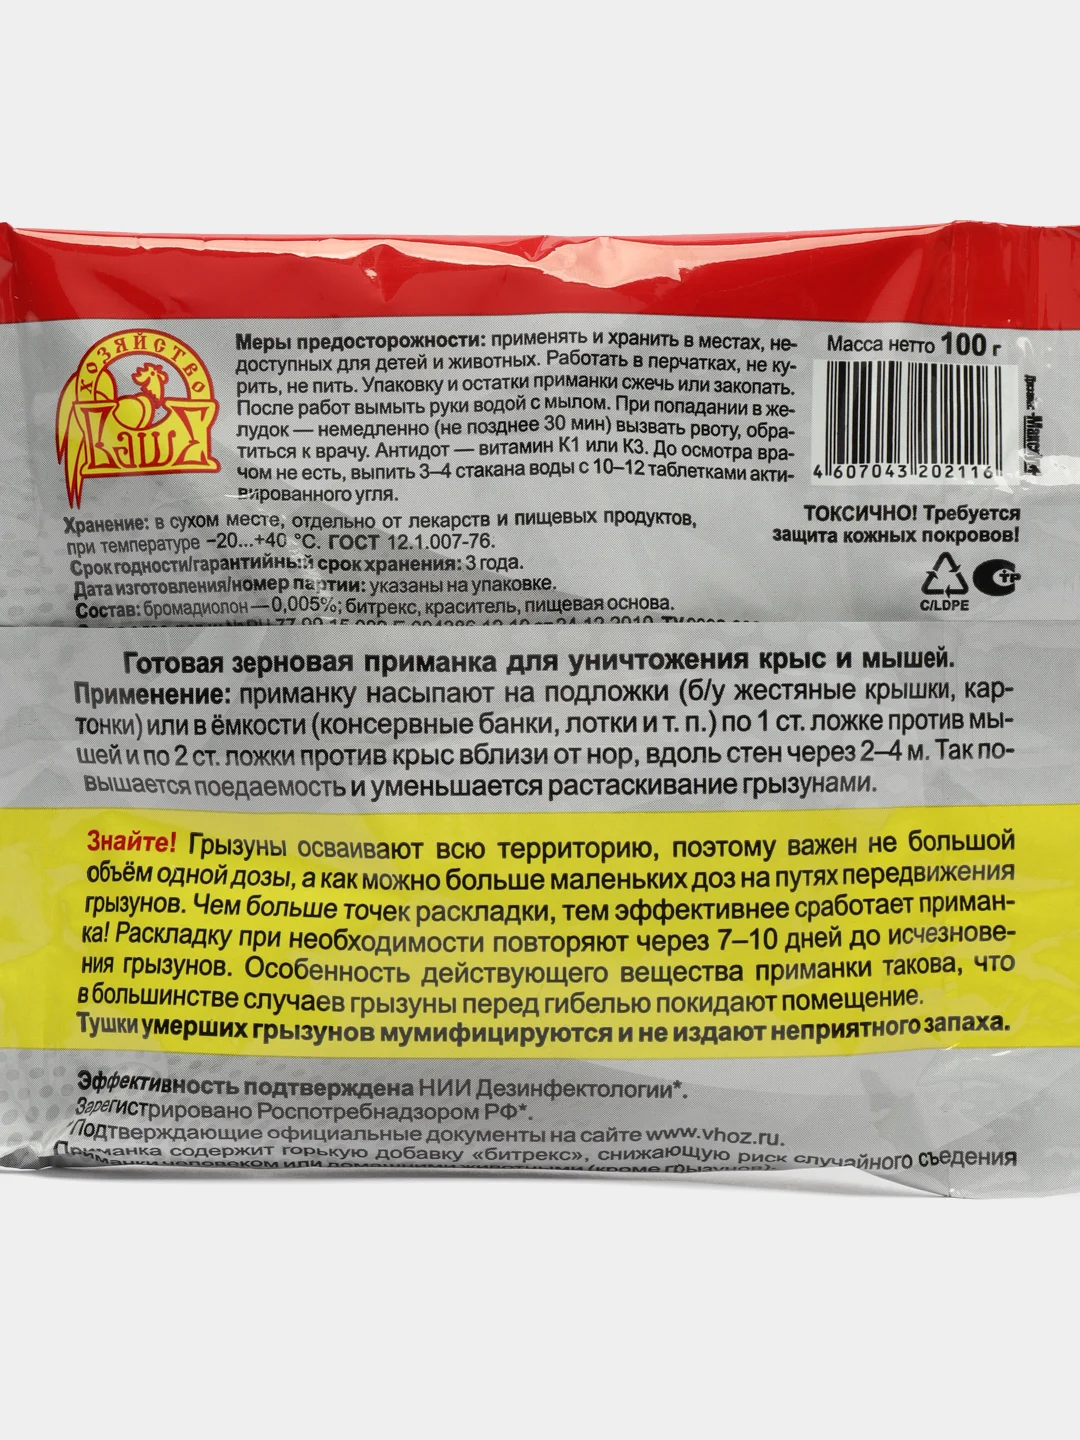 ХОЗЯЙСТВО
ВАШЕ
Меры предосторожности: применять и хранить в местах, не-
доступных для детей и животных. Работать в перчатках, не ку-
рить, не пить. Упаковку и остатки приманки сжечь или закопать.
После работ вымыть руки водой с мылом. При попадании в же-
лудок — немедленно (не позднее 30 мин) вызвать рвоту, обра-
титься к врачу. Антидот — витамин К1 или К3. До осмотра вра-
чом не есть, выпить 3–4 стакана воды с 10–12 таблетками акти-
вированного угля.
Масса нетто 100 г
4 607043 202116
ТОКСИЧНО! Требуется
защита кожных покровов!
C/LDPE
Хранение: в сухом месте, отдельно от лекарств и пищевых продуктов,
при температуре −20...+40 °С. ГОСТ 12.1.007-76.
Срок годности/гарантийный срок хранения: 3 года.
Дата изготовления/номер партии: указаны на упаковке.
Состав: бромадиолон — 0,005%; битрекс, краситель, пищевая основа.
Готовая зерновая приманка для уничтожения крыс и мышей.
Применение: приманку насыпают на подложки (б/у жестяные крышки, кар-
тонки) или в ёмкости (консервные банки, лотки и т. п.) по 1 ст. ложке против мы-
шей и по 2 ст. ложки против крыс вблизи от нор, вдоль стен через 2–4 м. Так по-
вышается поедаемость и уменьшается растаскивание грызунами.
Знайте! Грызуны осваивают всю территорию, поэтому важен не большой
объём одной дозы, а как можно больше маленьких доз на путях передвижения
грызунов. Чем больше точек раскладки, тем эффективнее сработает приман-
ка! Раскладку при необходимости повторяют через 7–10 дней до исчезнове-
ния грызунов. Особенность действующего вещества приманки такова, что
в большинстве случаев грызуны перед гибелью покидают помещение.
Тушки умерших грызунов мумифицируются и не издают неприятного запаха.
Эффективность подтверждена НИИ Дезинфектологии*.
Зарегистрировано Роспотребнадзором РФ*.
*Подтверждающие официальные документы на сайте www.vhoz.ru.
Приманка содержит горькую добавку «битрекс», снижающую риск случайного съедения
приманки человеком или домашними животными (кроме грызунов).